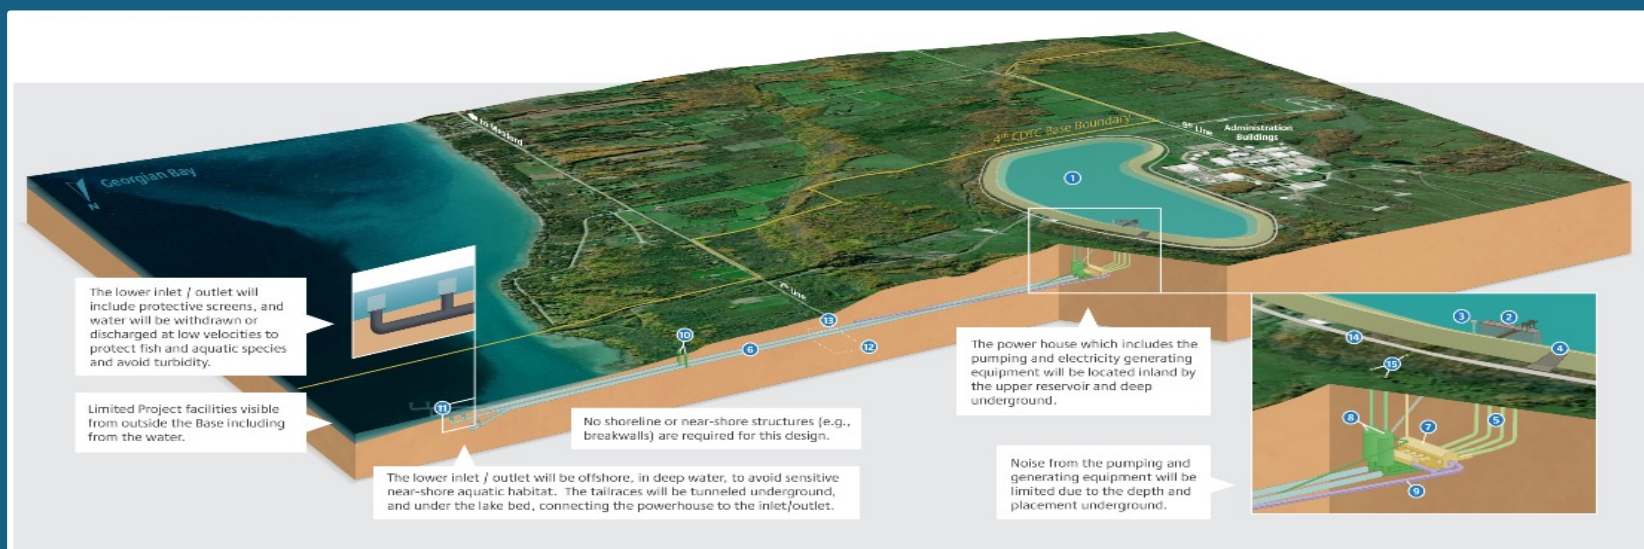 to Meaford
4th CDTC Base Boundary
9th Line
Administration
Buildings
Georgian Bay
N
1
C Line
The lower inlet / outlet will
include protective screens, and
water will be withdrawn or
discharged at low velocities to
protect fish and aquatic species
and avoid turbidity.
Limited Project facilities visible
from outside the Base including
from the water.
10
6
13
12
11
No shoreline or near-shore structures (e.g.,
breakwalls) are required for this design.
The lower inlet / outlet will be offshore, in deep water, to avoid sensitive
near-shore aquatic habitat. The tailraces will be tunneled underground,
and under the lake bed, connecting the powerhouse to the inlet/outlet.
The power house which includes the
pumping and electricity generating
equipment will be located inland by
the upper reservoir and deep
underground.
Noise from the pumping and
generating equipment will be
limited due to the depth and
placement underground.
3
2
14
4
15
8
7
5
9